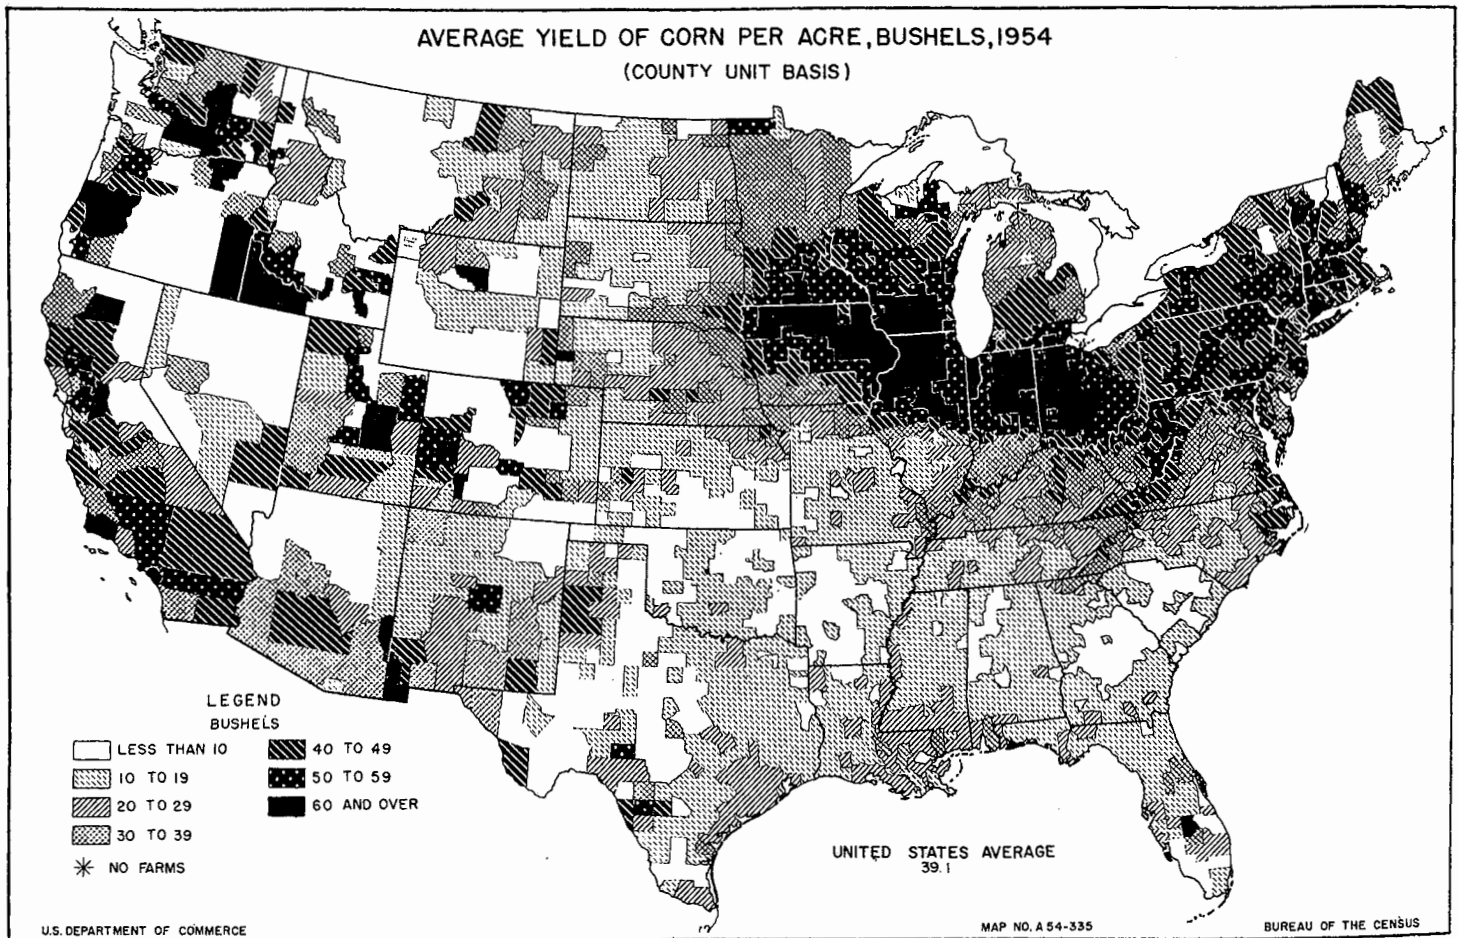 AVERAGE YIELD OF CORN PER ACRE, BUSHELS, 1954
(COUNTY UNIT BASIS)
LEGEND
BUSHELS
LESS THAN 10
10 TO 19
20 TO 29
30 TO 39
NO FARMS
40 TO 49
50 TO 59
60 AND OVER
UNITED STATES AVERAGE
39.1
U.S. DEPARTMENT OF COMMERCE
MAP NO. A54-335
BUREAU OF THE CENSUS